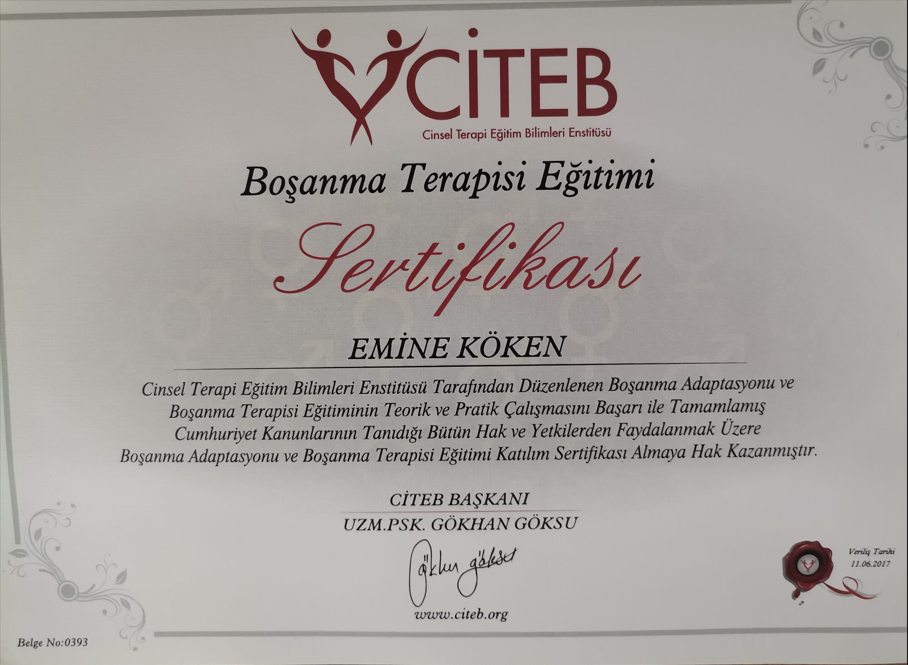 CİTEB
Cinsel Terapi Eğitim Bilimleri Enstitüsü
Boşanma Terapisi Eğitimi
Sertifikası
EMİNE KÖKEN
Cinsel Terapi Eğitim Bilimleri Enstitüsü Tarafından Düzenlenen Boşanma Adaptasyonu ve
Boşanma Terapisi Eğitiminin Teorik ve Pratik Çalışmasını Başarı ile Tamamlamış
Cumhuriyet Kanunlarının Tanıdığı Bütün Hak ve Yetkilerden Faydalanmak Üzere
Boşanma Adaptasyonu ve Boşanma Terapisi Eğitimi Katılım Sertifikası Almaya Hak Kazanmıştır.
CİTEB BAŞKANI
UZM.PSK. GÖKHAN GÖKSU
gökhan göksu
www.citeb.org
Veriliş Tarihi
11.06.2017
Belge No:0393